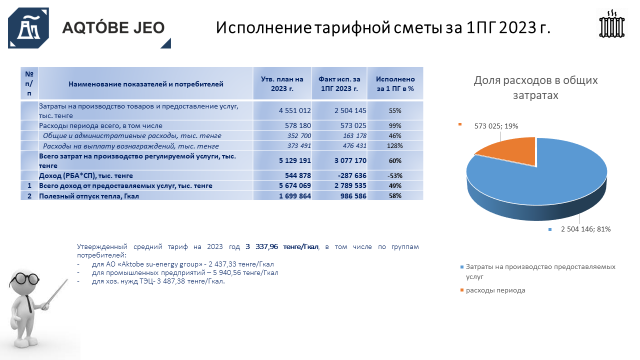 AQTÓBE JEO
Исполнение тарифной сметы за 1ПГ 2023 г.
№ п/п Наименование показателей и потребителей Утв. план на 2023 г. Факт исп. за 1ПГ 2023 г. Исполнено за 1 ПГ в %
Затраты на производство товаров и предоставление услуг, тыс. тенге 4 551 012 2 504 145 55%
Расходы периода всего, в том числе 578 180 573 025 99%
Общие и административные расходы, тыс. тенге 352 700 163 178 46%
Расходы на выплату вознаграждений, тыс. тенге 373 491 476 431 128%
Всего затрат на производство регулируемой услуги, тыс. тенге 5 129 191 3 077 170 60%
Доход (РБА*СП), тыс. тенге 544 878 -287 636 -53%
1 Всего доход от предоставляемых услуг, тыс. тенге 5 674 069 2 789 535 49%
2 Полезный отпуск тепла, Гкал 1 699 864 986 586 58%
Доля расходов в общих
затратах
573 025; 19%
2 504 146; 81%
Затраты на производство предоставляемых
услуг
расходы периода
Утвержденный средний тариф на 2023 год 3 337,96 тенге/Гкал, в том числе по группам
потребителей:
- для АО «Aktobe su-energy group» - 2 437,33 тенге/Гкал
- для промышленных предприятий – 5 940,56 тенге/Гкал
- для хоз. нужд ТЭЦ- 3 487,38 тенге/Гкал.